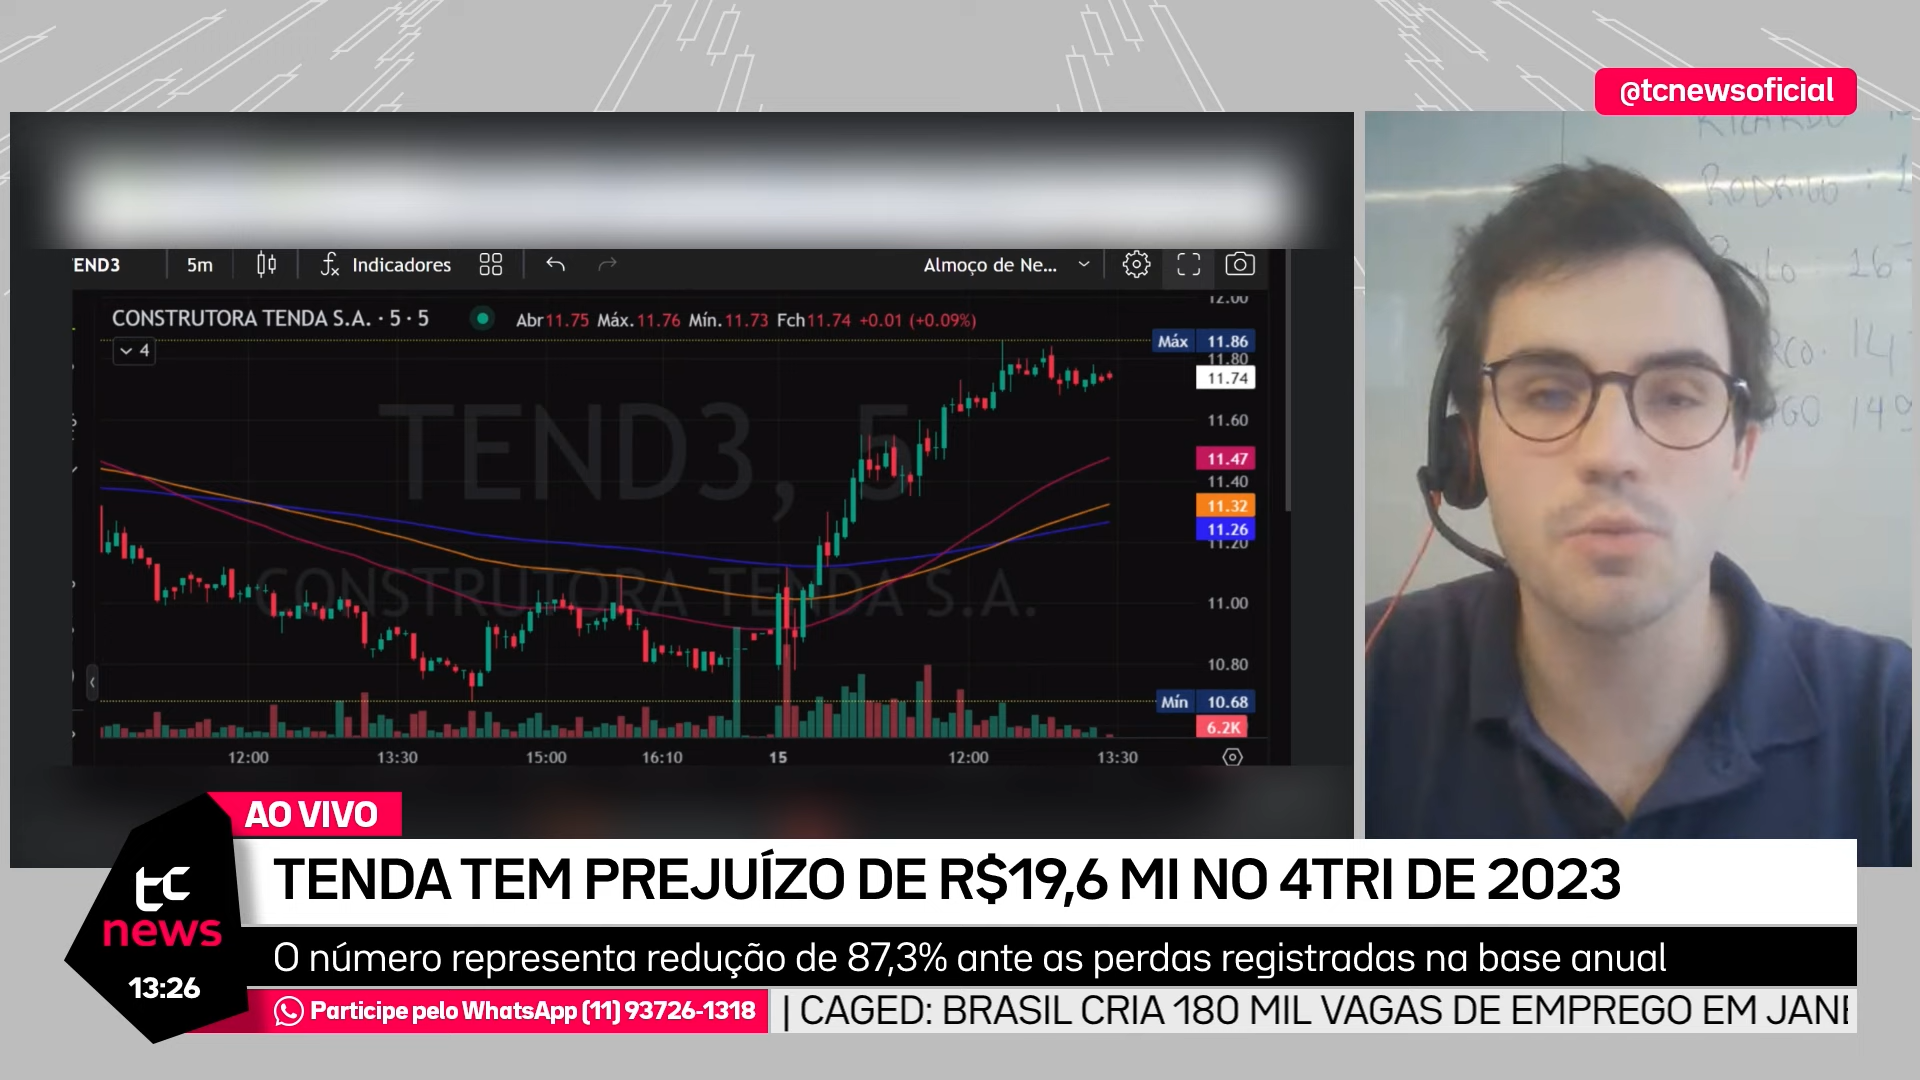 @tcnewsoficial
RICARDO
RODRIGO :
END3 5m Indicadores Almoço de Ne...
CONSTRUTORA TENDA S.A. · 5 · 5 Abr11.75 Máx.11.76 Mín.11.73 Fch11.74 +0.01 (+0.09%)
4
12.00
Máx 11.86
11.80
11.74
11.60
11.47
11.40
11.32
11.26
11.20
11.00
10.80
Mín 10.68
6.2K
TEND3, 5
CONSTRUTORA TENDA S.A.
12:00 13:30 15:00 16:10 15 12:00 13:30
AO VIVO
tc
news
13:26
TENDA TEM PREJUÍZO DE R$19,6 MI NO 4TRI DE 2023
O número representa redução de 87,3% ante as perdas registradas na base anual
Participe pelo WhatsApp (11) 93726-1318
| CAGED: BRASIL CRIA 180 MIL VAGAS DE EMPREGO EM JANE